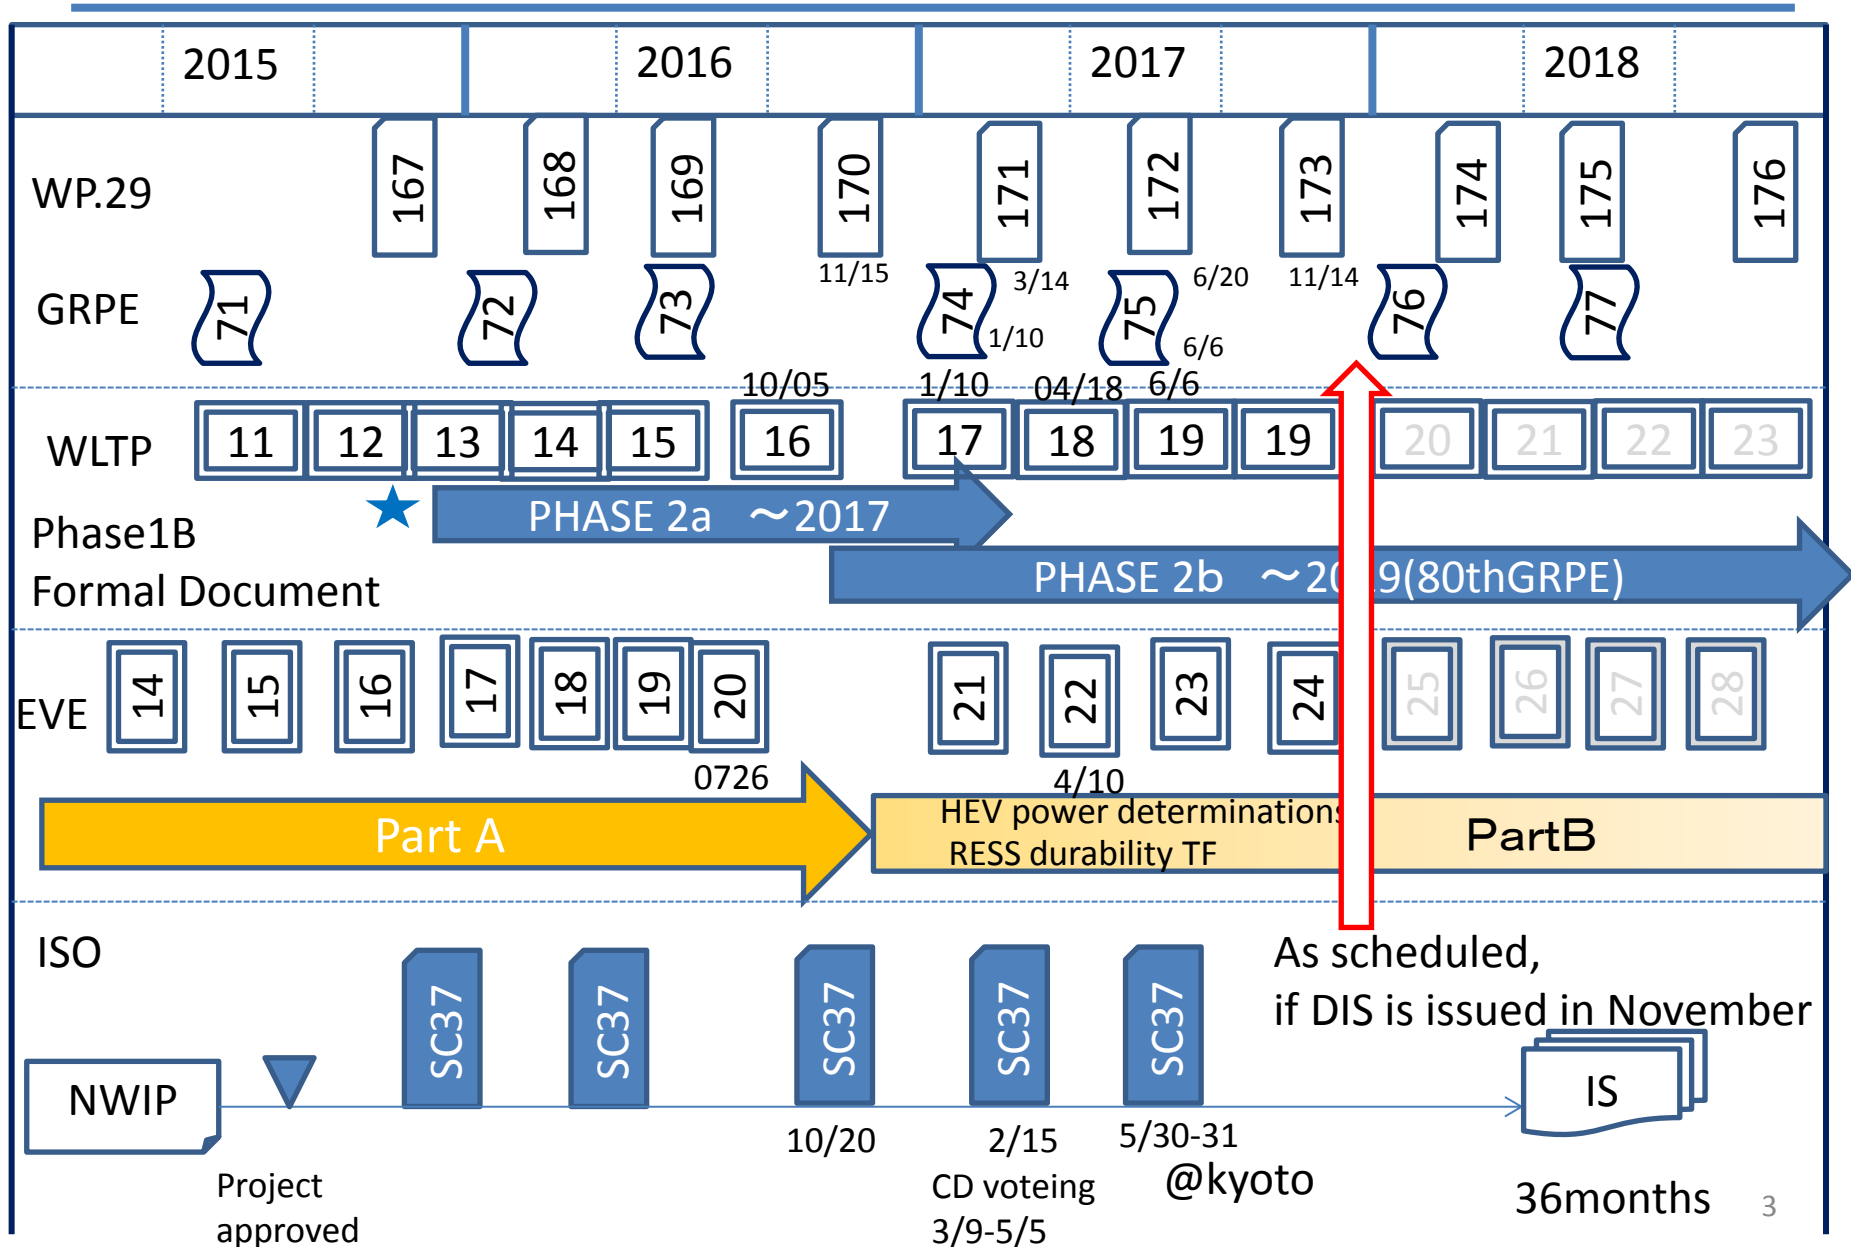 2015 2016 2017 2018
WP.29 167 168 169 170 171 172 173 174 175 176
11/15 3/14 6/20 11/14
GRPE 71 72 73 74 75 76 77
1/10 6/6
10/05 1/10 04/18 6/6
WLTP 11 12 13 14 15 16 17 18 19 19 20 21 22 23
PHASE 2a ～2017
Phase1B
Formal Document
PHASE 2b ～2019(80thGRPE)
EVE 14 15 16 17 18 19 20 21 22 23 24 25 26 27 28
0726 4/10
Part A
HEV power determinations
RESS durability TF
PartB
ISO
As scheduled,
if DIS is issued in November
SC37 SC37 SC37 SC37 SC37
NWIP
IS
10/20 2/15 5/30-31
Project
approved
CD voteing
3/9-5/5
@kyoto
36months
3